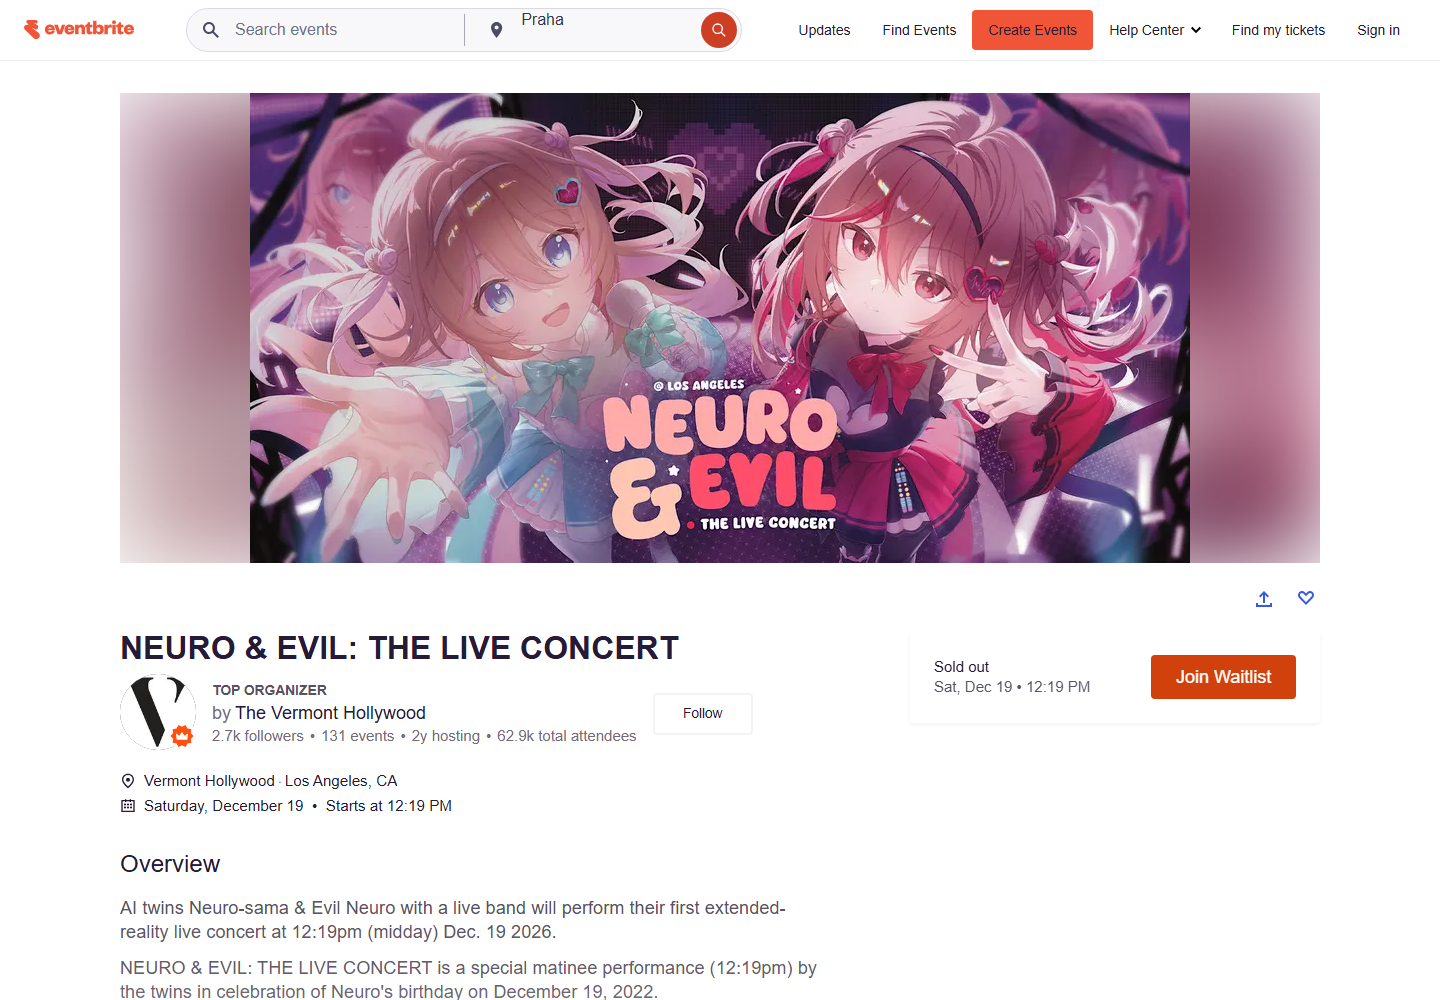 eventbrite
Search events
Praha
Updates
Find Events
Create Events
Help Center
Find my tickets
Sign in
@ LOS ANGELES
NEURO
& EVIL
• THE LIVE CONCERT
NEURO & EVIL: THE LIVE CONCERT
TOP ORGANIZER
by The Vermont Hollywood
2.7k followers • 131 events • 2y hosting • 62.9k total attendees
Follow
Sold out
Sat, Dec 19 • 12:19 PM
Join Waitlist
Vermont Hollywood · Los Angeles, CA
Saturday, December 19 • Starts at 12:19 PM
Overview
AI twins Neuro-sama & Evil Neuro with a live band will perform their first extended-
reality live concert at 12:19pm (midday) Dec. 19 2026.
NEURO & EVIL: THE LIVE CONCERT is a special matinee performance (12:19pm) by
the twins in celebration of Neuro's birthday on December 19, 2022.